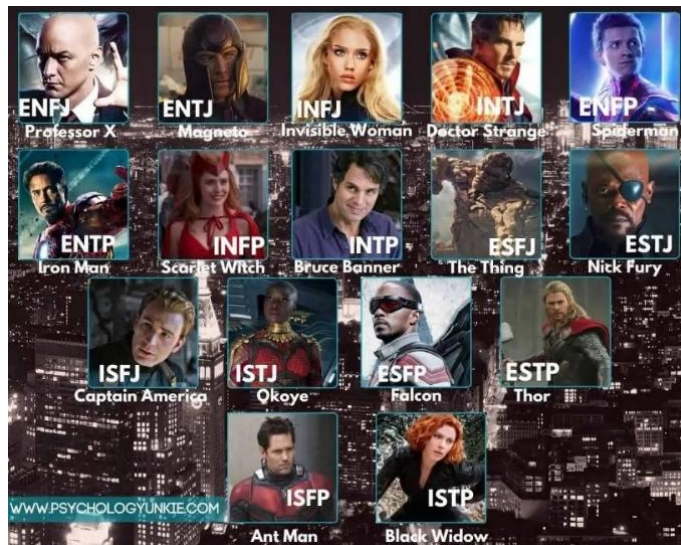 ENFJ
Professor X
ENTJ
Magneto
INFJ
Invisible Woman
INTJ
Doctor Strange
ENFP
Spiderman
ENTP
Iron Man
INFP
Scarlet Witch
INTP
Bruce Banner
ESFJ
The Thing
ESTJ
Nick Fury
ISFJ
Captain America
ISTJ
Okoye
ESFP
Falcon
ESTP
Thor
ISFP
Ant Man
ISTP
Black Widow
WWW.PSYCHOLOGYJUNKIE.COM